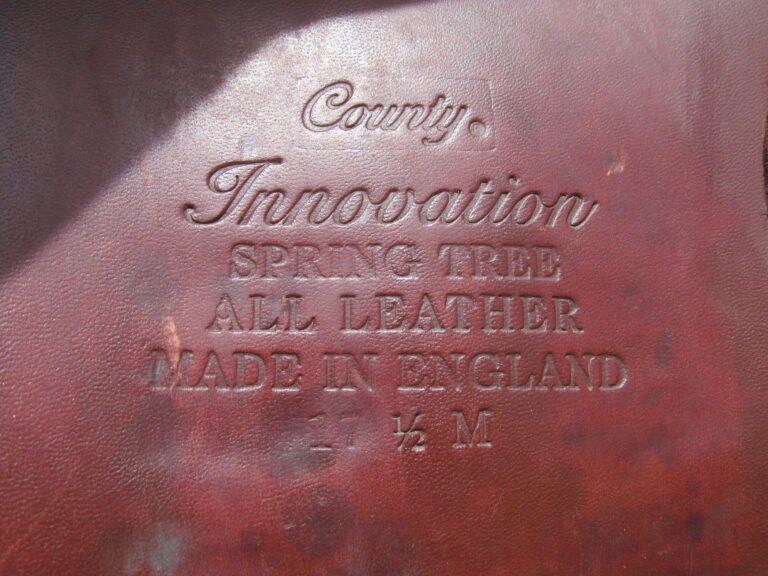 County.
Innovation
SPRING TREE
ALL LEATHER
MADE IN ENGLAND
17 ½ M